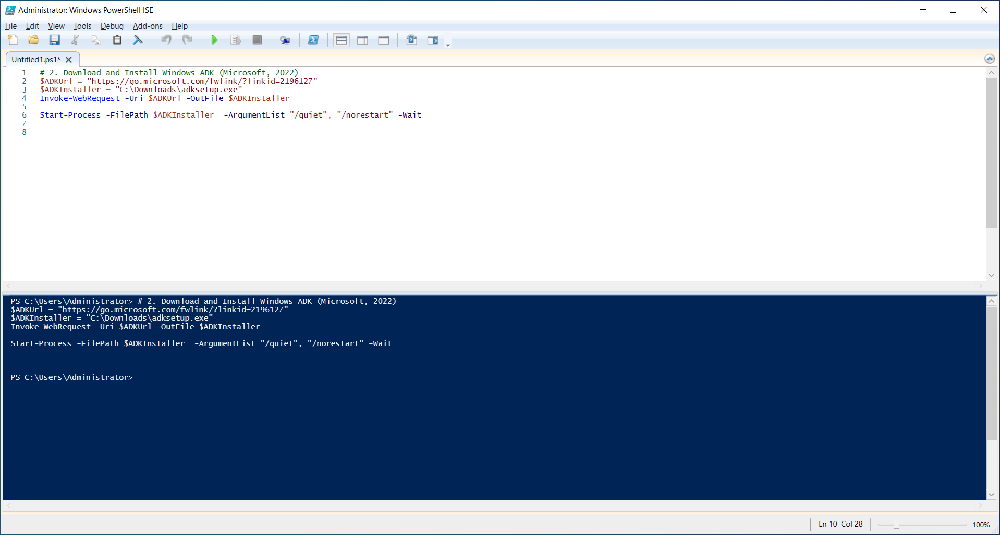 Administrator: Windows PowerShell ISE
File Edit View Tools Debug Add-ons Help
Untitled1.ps1*
1 # 2. Download and Install Windows ADK (Microsoft, 2022)
2 $ADKUrl = "https://go.microsoft.com/fwlink/?linkid=2196127"
3 $ADKInstaller = "C:\Downloads\adksetup.exe"
4 Invoke-WebRequest -Uri $ADKUrl -OutFile $ADKInstaller
5
6 Start-Process -FilePath $ADKInstaller  -ArgumentList "/quiet", "/norestart" -Wait
7
8
PS C:\Users\Administrator> # 2. Download and Install Windows ADK (Microsoft, 2022)
$ADKUrl = "https://go.microsoft.com/fwlink/?linkid=2196127"
$ADKInstaller = "C:\Downloads\adksetup.exe"
Invoke-WebRequest -Uri $ADKUrl -OutFile $ADKInstaller
Start-Process -FilePath $ADKInstaller  -ArgumentList "/quiet", "/norestart" -Wait
PS C:\Users\Administrator>
Ln 10 Col 28 100%